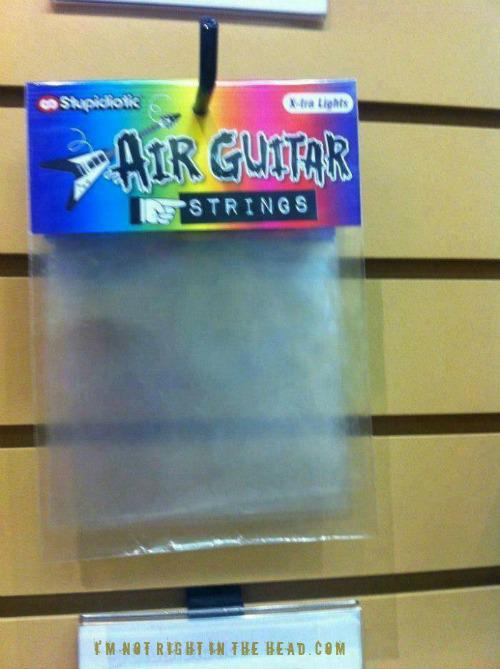 Stupidiotic
X-tra Lights
AIR GUITAR
STRINGS
I'M NOT RIGHT IN THE HEAD.COM